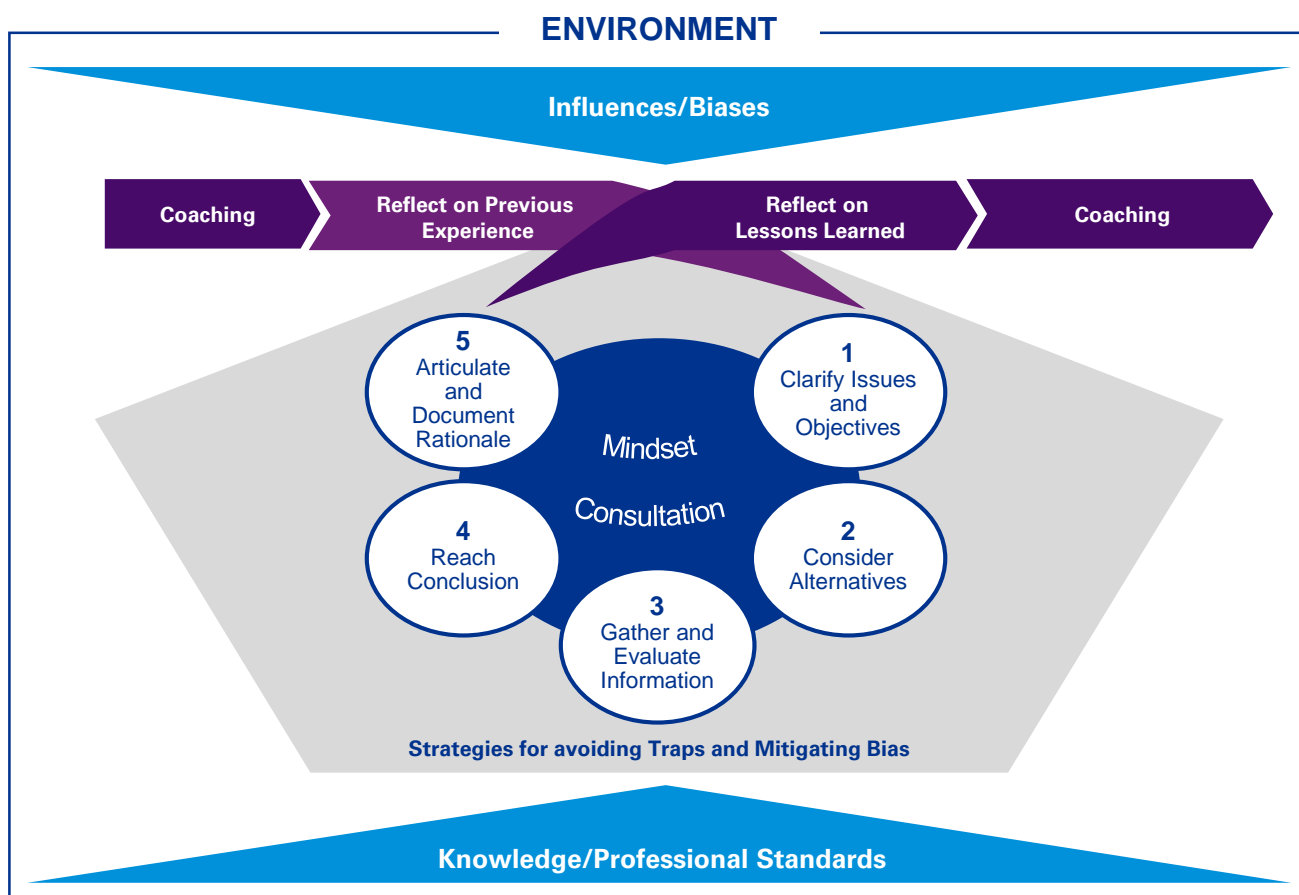 ENVIRONMENT
Influences/Biases
Coaching
Reflect on Previous
Experience
Reflect on
Lessons Learned
Coaching
5
Articulate
and
Document
Rationale
1
Clarify Issues
and
Objectives
Mindset
Consultation
4
Reach
Conclusion
2
Consider
Alternatives
3
Gather and
Evaluate
Information
Strategies for avoiding Traps and Mitigating Bias
Knowledge/Professional Standards